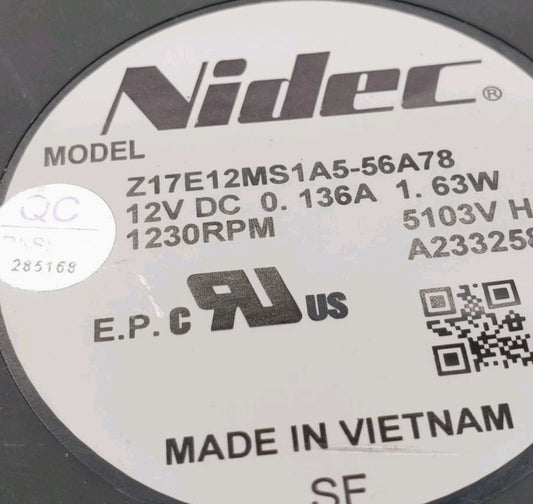 Nidec®
MODEL
Z17E12MS1A5-56A78
12V DC 0.136A 1.63W
1230RPM
5103V H
A233258
QC
285168
E.P. c RU US
MADE IN VIETNAM
SF